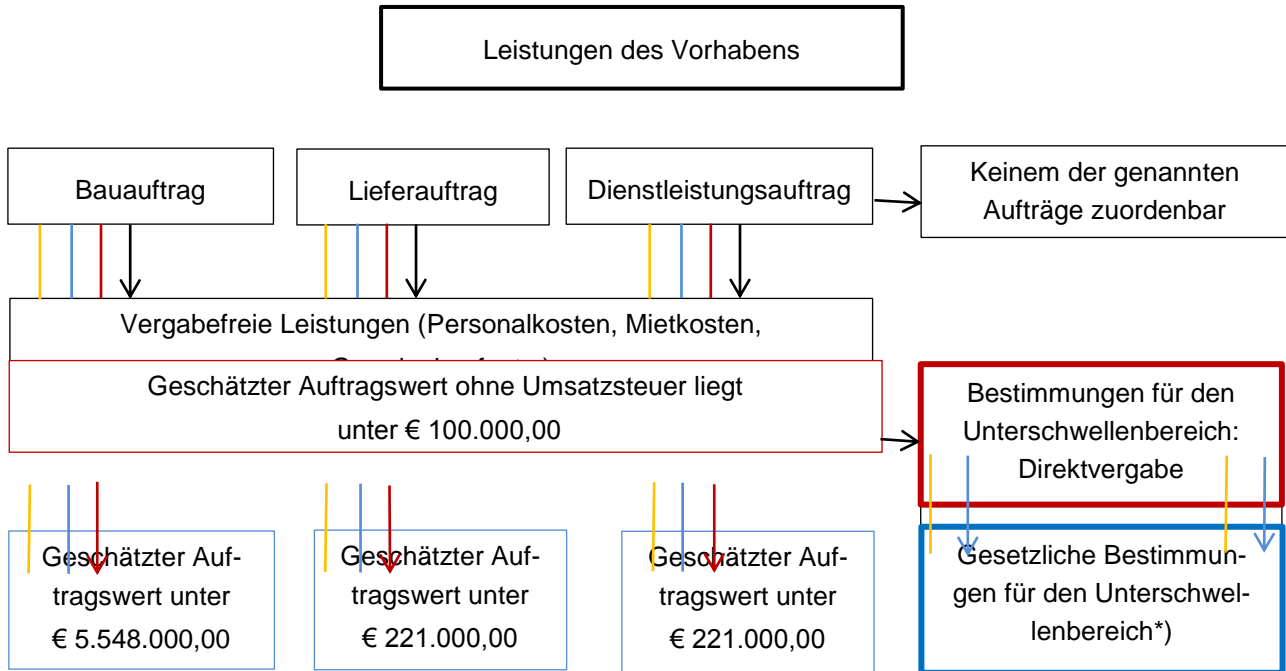 Leistungen des Vorhabens
Bauauftrag
Lieferauftrag
Dienstleistungsauftrag
Keinem der genannten
Aufträge zuordenbar
Vergabefreie Leistungen (Personalkosten, Mietkosten,
Geschätzter Auftragswert ohne Umsatzsteuer liegt
unter € 100.000,00
Bestimmungen für den
Unterschwellenbereich:
Direktvergabe
Geschätzter Auf-
tragswert unter
€ 5.548.000,00
Geschätzter Auf-
tragswert unter
€ 221.000,00
Geschätzter Auf-
tragswert unter
€ 221.000,00
Gesetzliche Bestimmun-
gen für den Unterschwel-
lenbereich*)